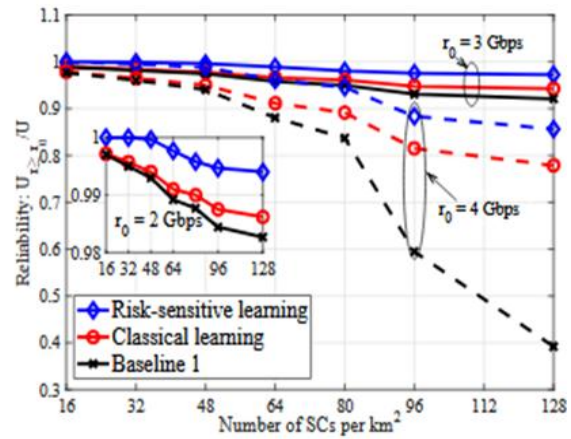 1.1
1
0.9
0.8
0.7
0.6
0.5
0.4
0.3
Reliability: U
/U
r₀ = 3 Gbps
r₀ = 4 Gbps
1
0.99
0.98
r₀ = 2 Gbps
16 32 48 64 96 128
Risk-sensitive learning
Classical learning
Baseline 1
16 32 48 64 80 96 112 128
Number of SCs per km²